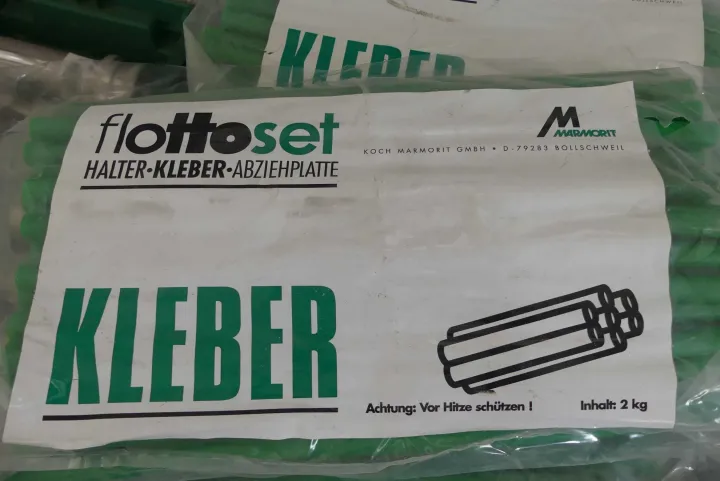 KLEBER
flottoset
HALTER•KLEBER•ABZIEHPLATTE
MARMORIT
KOCH MARMORIT GMBH • D-79283 BOLLSCHWEIL
KLEBER
Achtung: Vor Hitze schützen !
Inhalt: 2 kg